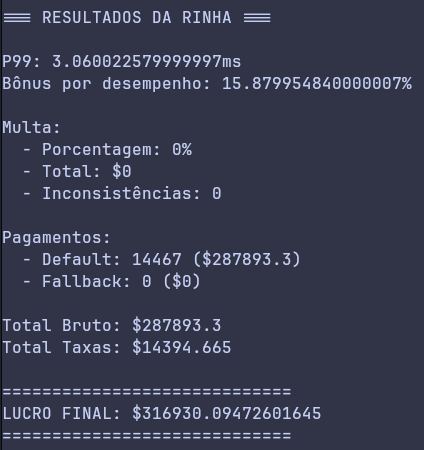 === RESULTADOS DA RINHA ===
P99: 3.060022579999997ms
Bônus por desempenho: 15.879954840000007%
Multa:
- Porcentagem: 0%
- Total: $0
- Inconsistências: 0
Pagamentos:
- Default: 14467 ($287893.3)
- Fallback: 0 ($0)
Total Bruto: $287893.3
Total Taxas: $14394.665
=============================
LUCRO FINAL: $316930.09472601645
=============================